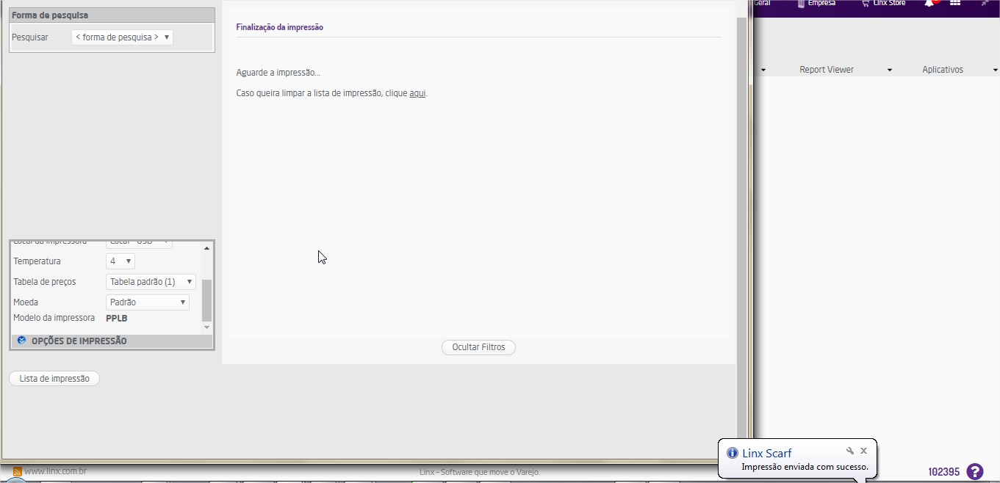 Geral
Empresa
Linx Store
Forma de pesquisa
Pesquisar
< forma de pesquisa >
Finalização da impressão
Aguarde a impressão...
Caso queira limpar a lista de impressão, clique aqui.
Report Viewer
Aplicativos
Local da impressora
Local - USB
Temperatura
4
Tabela de preços
Tabela padrão (1)
Moeda
Padrão
Modelo da impressora
PPLB
OPÇÕES DE IMPRESSÃO
Ocultar Filtros
Lista de impressão
Linx Scarf
Impressão enviada com sucesso.
www.linx.com.br
Linx - Software que move o Varejo.
102395
?